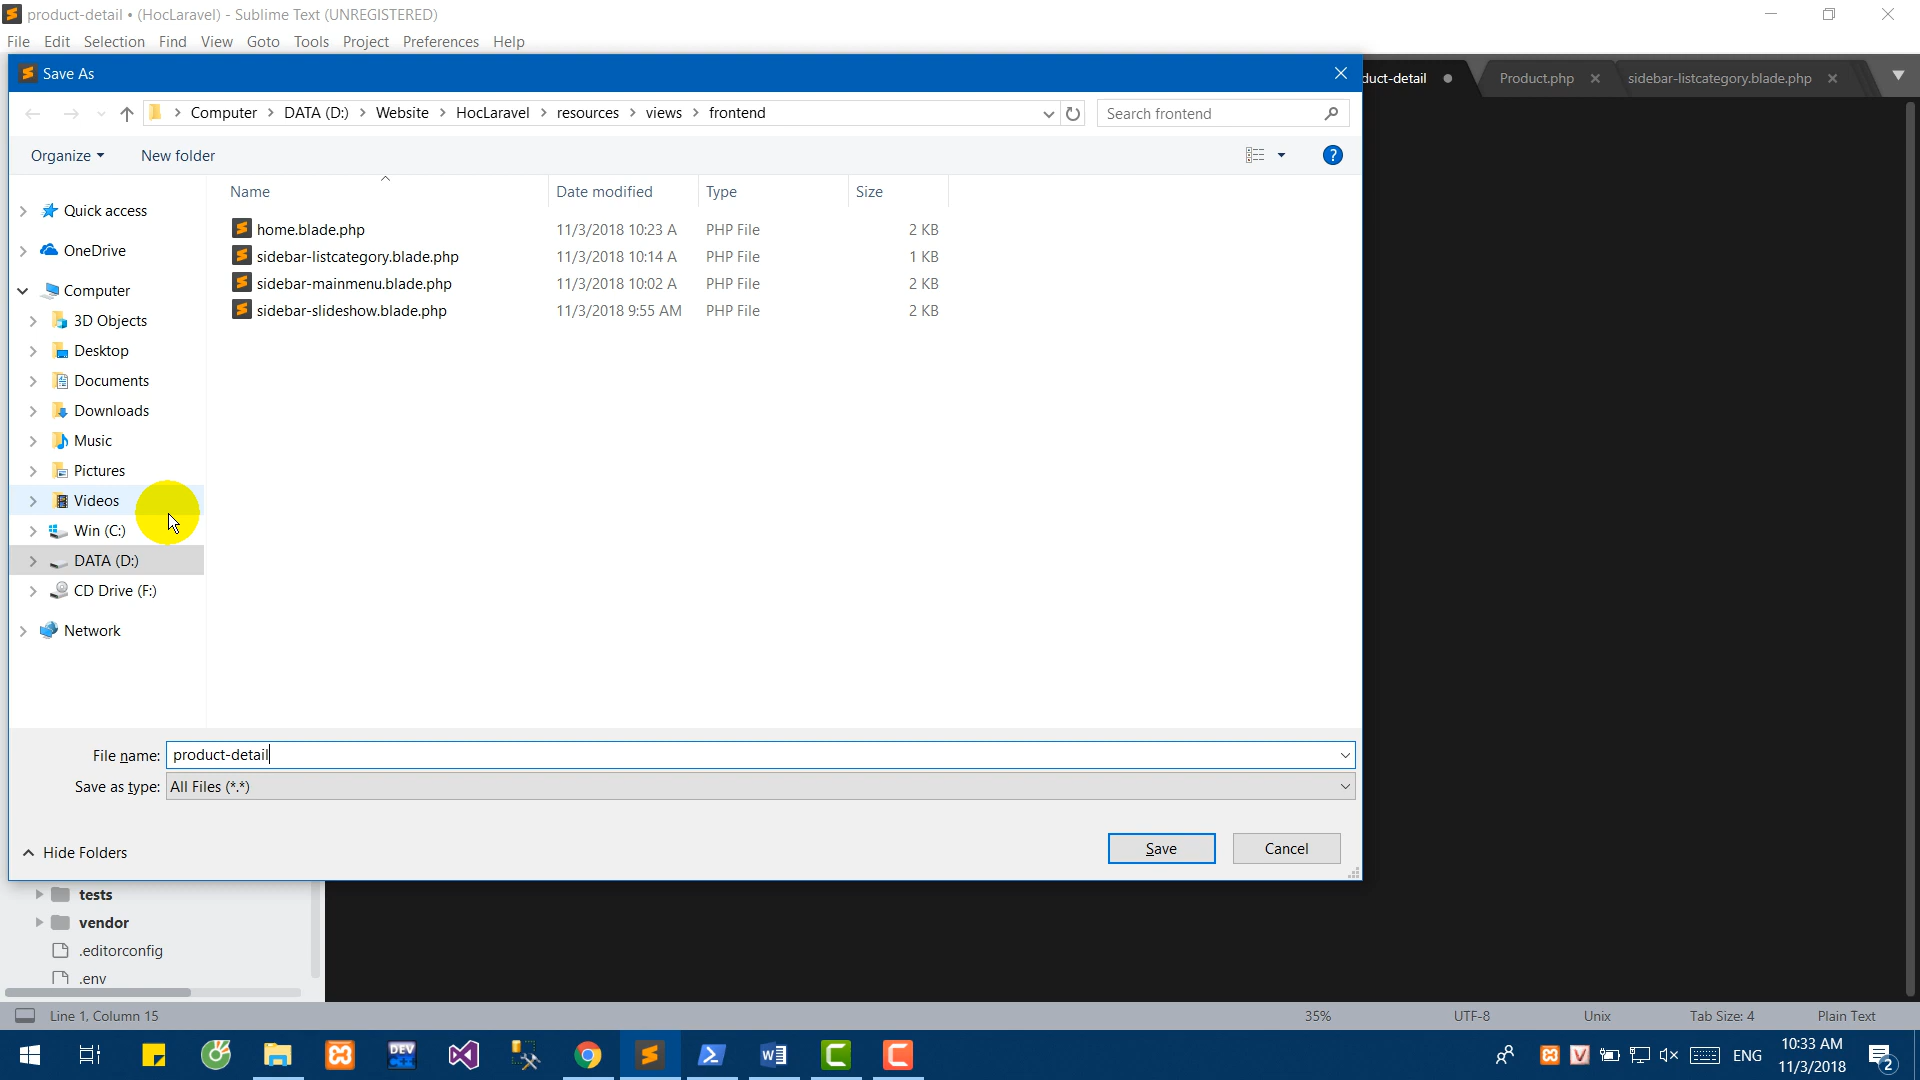 product-detail • (HocLaravel) - Sublime Text (UNREGISTERED)
File Edit Selection Find View Goto Tools Project Preferences Help
Save As
duct-detail
Product.php
sidebar-listcategory.blade.php
Computer DATA (D:) Website HocLaravel resources views frontend
Search frontend
Organize New folder
Name Date modified Type Size
home.blade.php 11/3/2018 10:23 A PHP File 2 KB
sidebar-listcategory.blade.php 11/3/2018 10:14 A PHP File 1 KB
sidebar-mainmenu.blade.php 11/3/2018 10:02 A PHP File 2 KB
sidebar-slideshow.blade.php 11/3/2018 9:55 AM PHP File 2 KB
Quick access
OneDrive
Computer
3D Objects
Desktop
Documents
Downloads
Music
Pictures
Videos
Win (C:)
DATA (D:)
CD Drive (F:)
Network
File name: product-detail
Save as type: All Files (*.*)
Hide Folders
Save Cancel
tests
vendor
.editorconfig
.env
Line 1, Column 15 35% UTF-8 Unix Tab Size: 4 Plain Text
DEV
C++
ENG
10:33 AM
11/3/2018
2